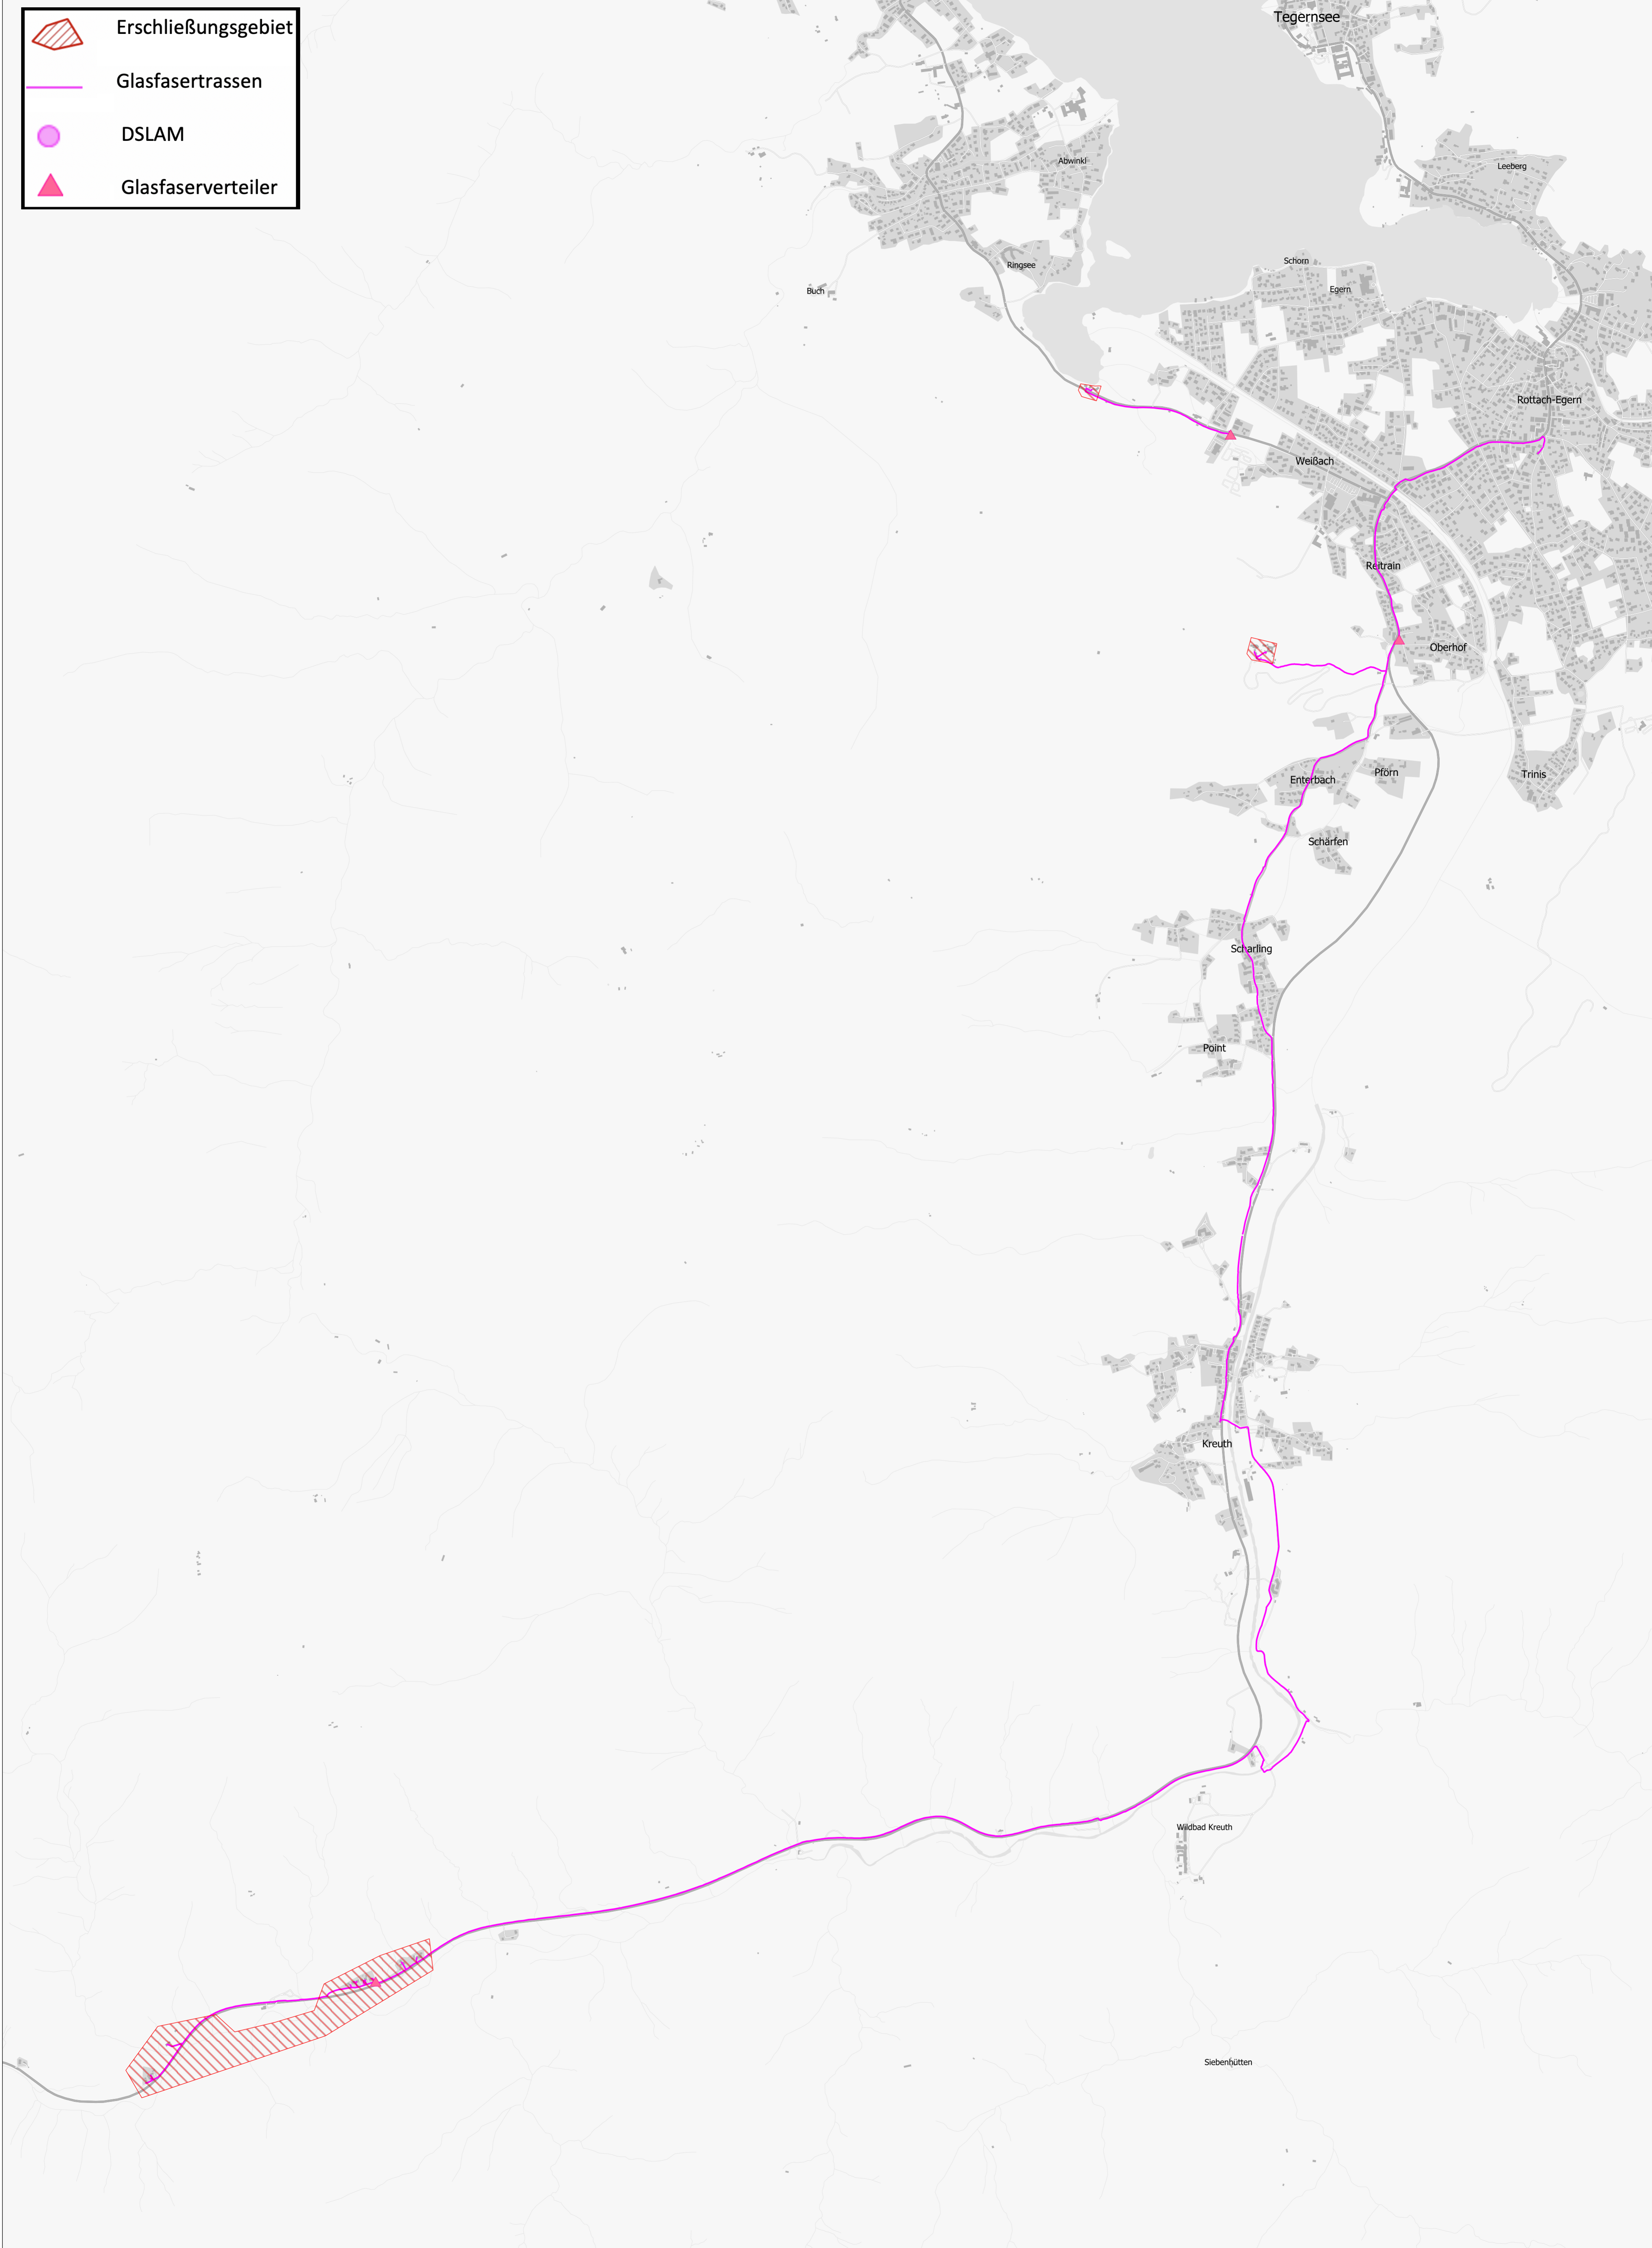 Erschließungsgebiet
Glasfasertrassen
DSLAM
Glasfaserverteiler
Tegernsee
Abwinkl
Leeberg
Ringsee
Schorn
Buch
Egern
Rottach-Egern
Weißach
Reitrain
Oberhof
Enterbach
Pförn
Trinis
Schärfen
Scharling
Point
Kreuth
Wildbad Kreuth
Siebenhütten